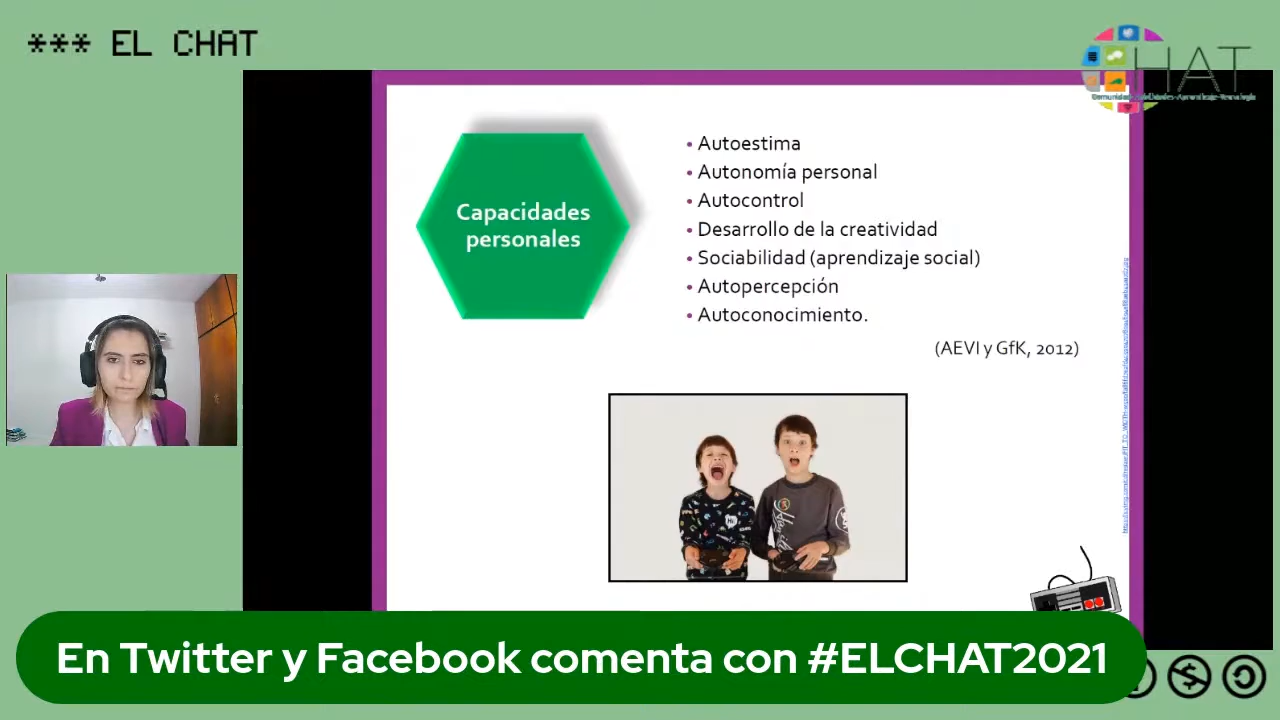 *** EL CHAT
HAT
Capacidades
personales
• Autoestima
• Autonomía personal
• Autocontrol
• Desarrollo de la creatividad
• Sociabilidad (aprendizaje social)
• Autopercepción
• Autoconocimiento.
(AEVI y GfK, 2012)
Hi.
En Twitter y Facebook comenta con #ELCHAT2021